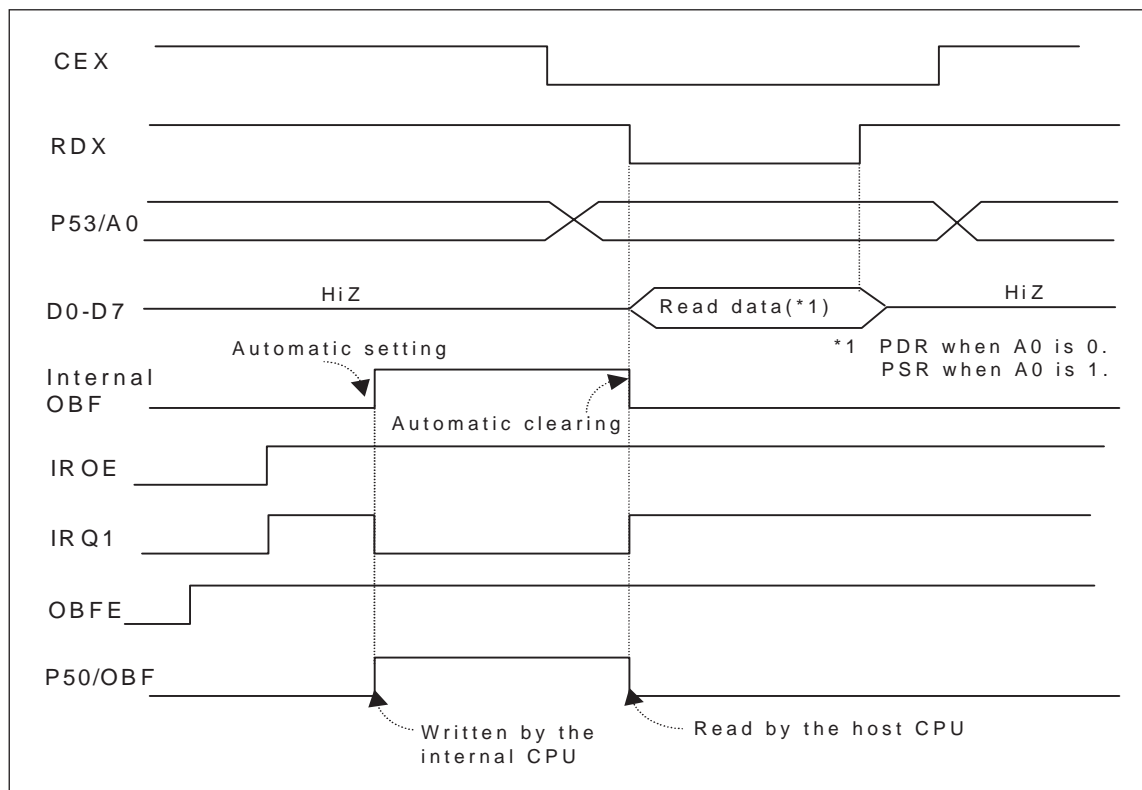 CEX
RDX
P53/A0
D0-D7
HiZ
Read data(*1)
HiZ
*1 PDR when A0 is 0.
PSR when A0 is 1.
Automatic setting
Internal
OBF
Automatic clearing
IROE
IRQ1
OBFE
P50/OBF
Written by the
internal CPU
Read by the host CPU